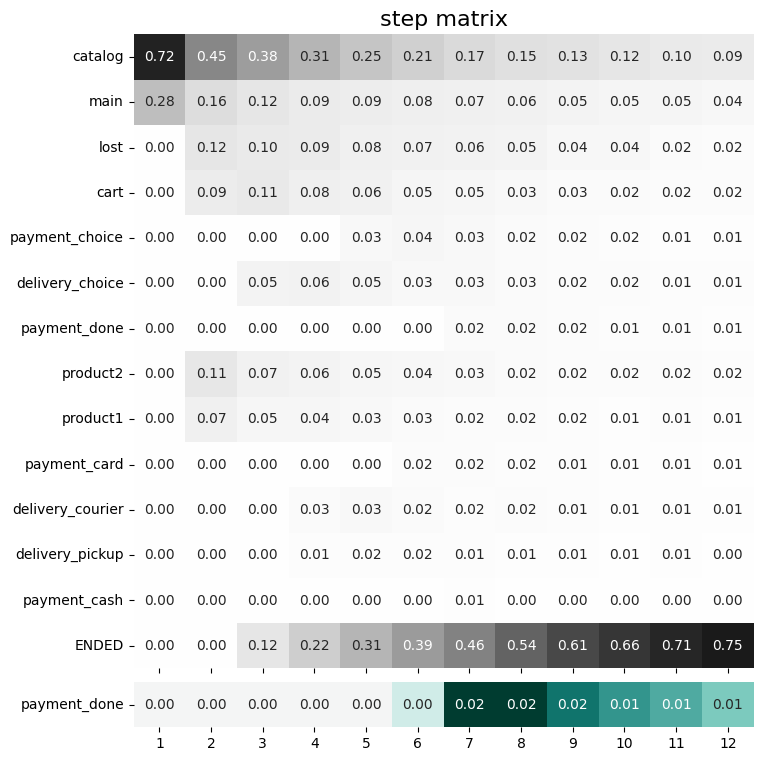 step matrix
catalog 0.72 0.45 0.38 0.31 0.25 0.21 0.17 0.15 0.13 0.12 0.10 0.09
main 0.28 0.16 0.12 0.09 0.09 0.08 0.07 0.06 0.05 0.05 0.05 0.04
lost 0.00 0.12 0.10 0.09 0.08 0.07 0.06 0.05 0.04 0.04 0.02 0.02
cart 0.00 0.09 0.11 0.08 0.06 0.05 0.05 0.03 0.03 0.02 0.02 0.02
payment_choice 0.00 0.00 0.00 0.00 0.03 0.04 0.03 0.02 0.02 0.02 0.01 0.01
delivery_choice 0.00 0.00 0.05 0.06 0.05 0.03 0.03 0.03 0.02 0.02 0.01 0.01
payment_done 0.00 0.00 0.00 0.00 0.00 0.00 0.02 0.02 0.02 0.01 0.01 0.01
product2 0.00 0.11 0.07 0.06 0.05 0.04 0.03 0.02 0.02 0.02 0.02 0.02
product1 0.00 0.07 0.05 0.04 0.03 0.03 0.02 0.02 0.02 0.01 0.01 0.01
payment_card 0.00 0.00 0.00 0.00 0.00 0.02 0.02 0.02 0.01 0.01 0.01 0.01
delivery_courier 0.00 0.00 0.00 0.03 0.03 0.02 0.02 0.02 0.01 0.01 0.01 0.01
delivery_pickup 0.00 0.00 0.00 0.01 0.02 0.02 0.01 0.01 0.01 0.01 0.01 0.00
payment_cash 0.00 0.00 0.00 0.00 0.00 0.00 0.01 0.00 0.00 0.00 0.00 0.00
ENDED 0.00 0.00 0.12 0.22 0.31 0.39 0.46 0.54 0.61 0.66 0.71 0.75
payment_done 0.00 0.00 0.00 0.00 0.00 0.00 0.02 0.02 0.02 0.01 0.01 0.01
1 2 3 4 5 6 7 8 9 10 11 12